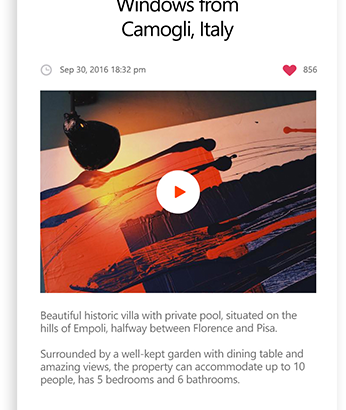 Windows from
Camogli, Italy
Sep 30, 2016 18:32 pm
856
Beautiful historic villa with private pool, situated on the
hills of Empoli, halfway between Florence and Pisa.
Surrounded by a well-kept garden with dining table and
amazing views, the property can accommodate up to 10
people, has 5 bedrooms and 6 bathrooms.